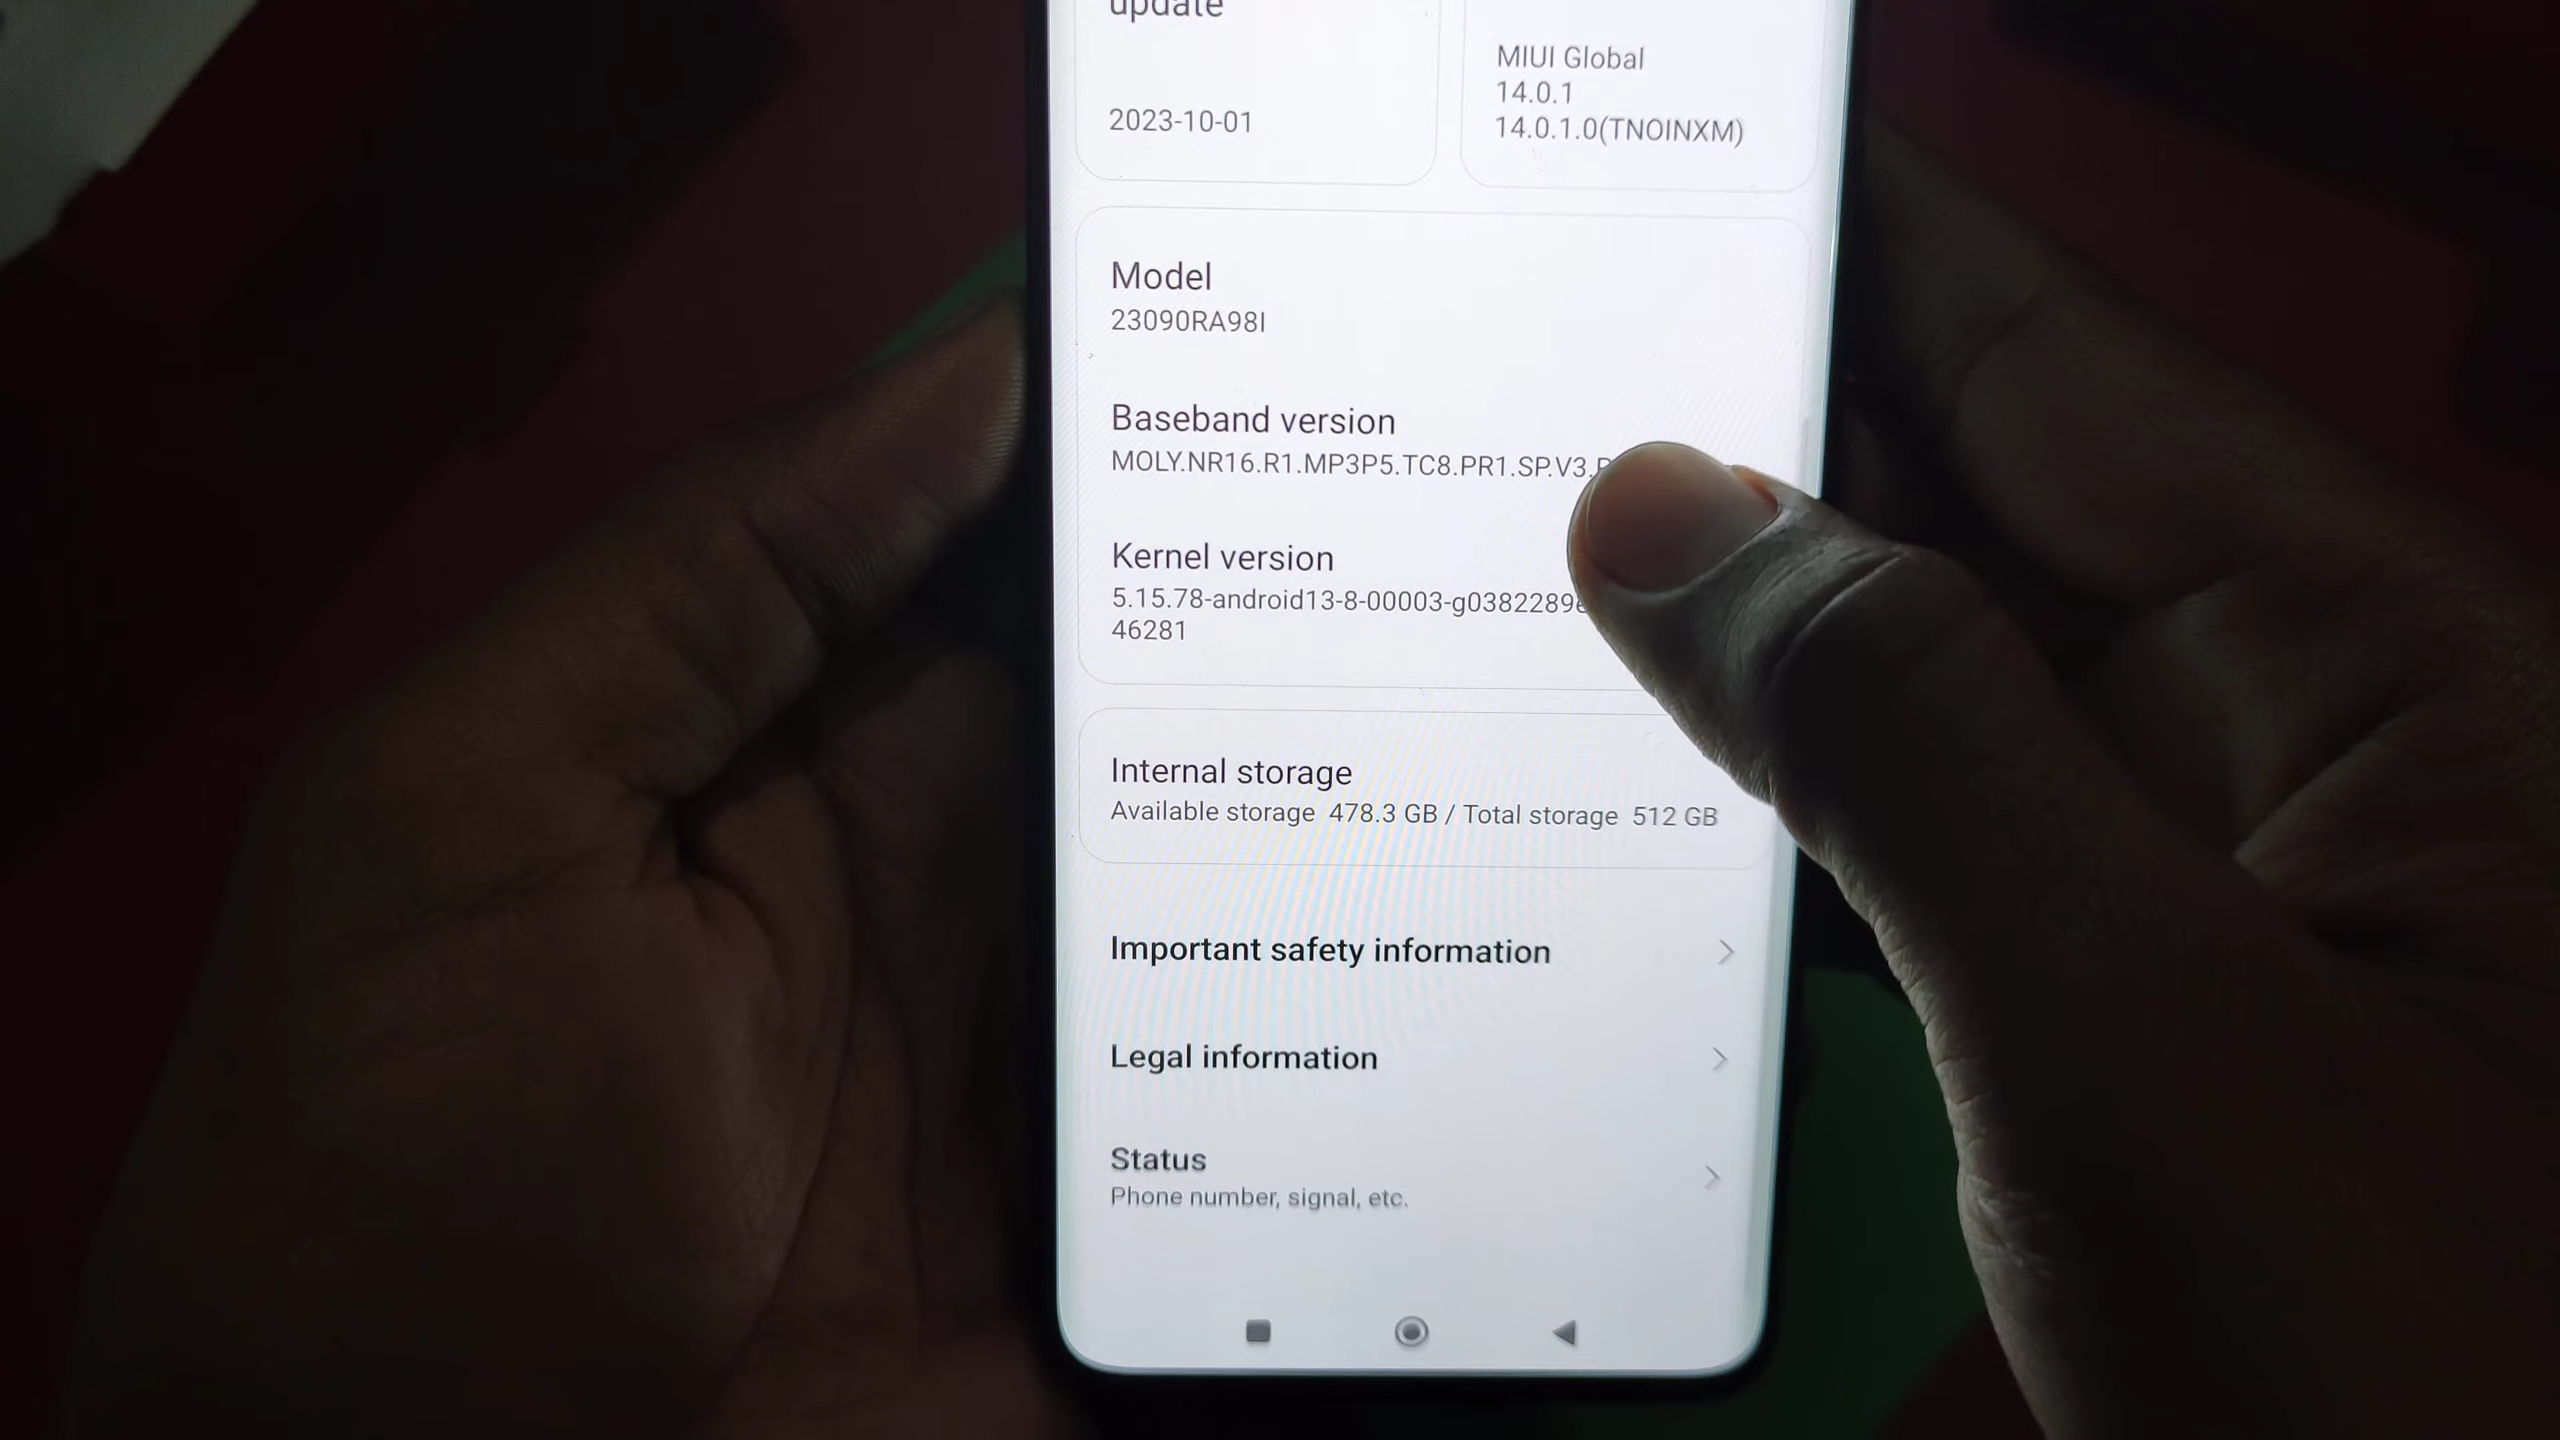 update
2023-10-01
MIUI Global
14.0.1
14.0.1.0(TNOINXM)
Model
23090RA98I
Baseband version
MOLY.NR16.R1.MP3P5.TC8.PR1.SP.V3.P
Kernel version
5.15.78-android13-8-00003-g0382289e
46281
Internal storage
Available storage 478.3 GB / Total storage 512 GB
Important safety information
Legal information
Status
Phone number, signal, etc.